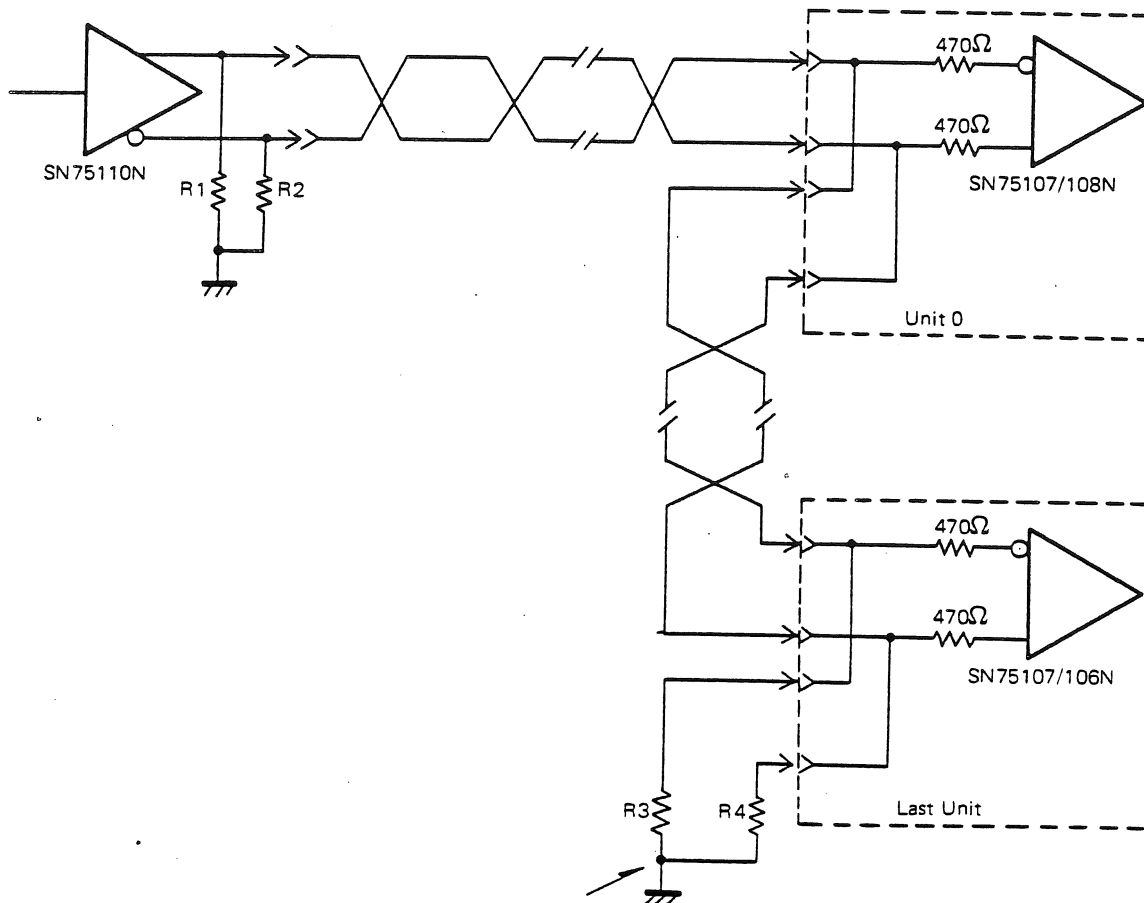 470Ω
470Ω
SN75110N
R1
R2
SN75107/108N
Unit 0
470Ω
470Ω
SN75107/106N
R3
R4
Last Unit